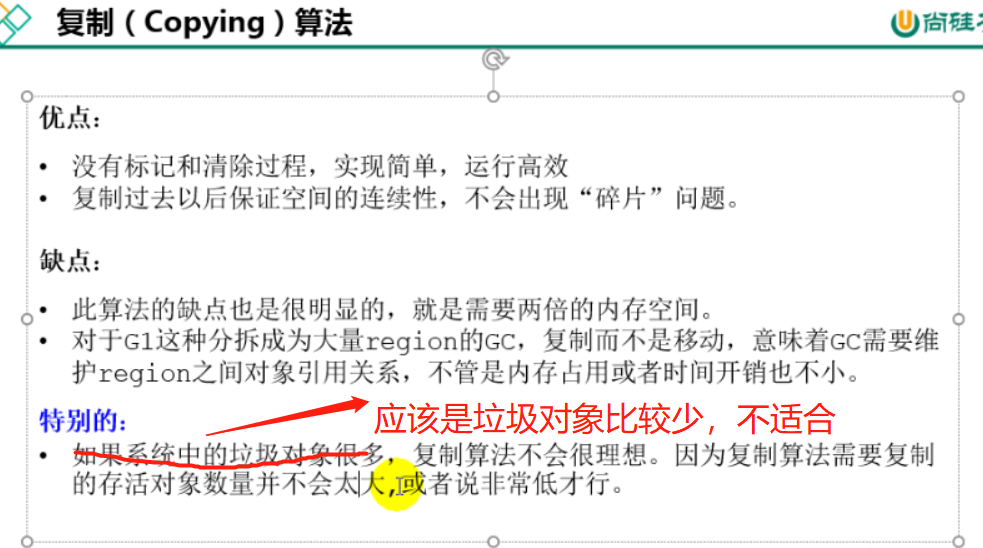 复制（Copying）算法
尚硅
优点：
• 没有标记和清除过程，实现简单，运行高效
• 复制过去以后保证空间的连续性，不会出现“碎片”问题。
缺点：
• 此算法的缺点也是很明显的，就是需要两倍的内存空间。
• 对于G1这种分拆成为大量region的GC，复制而不是移动，意味着GC需要维
护region之间对象引用关系，不管是内存占用或者时间开销也不小。
特别的：
应该是垃圾对象比较少，不适合
• 如果系统中的垃圾对象很多，复制算法不会很理想。因为复制算法需要复制
的存活对象数量并不会太大,或者说非常低才行。